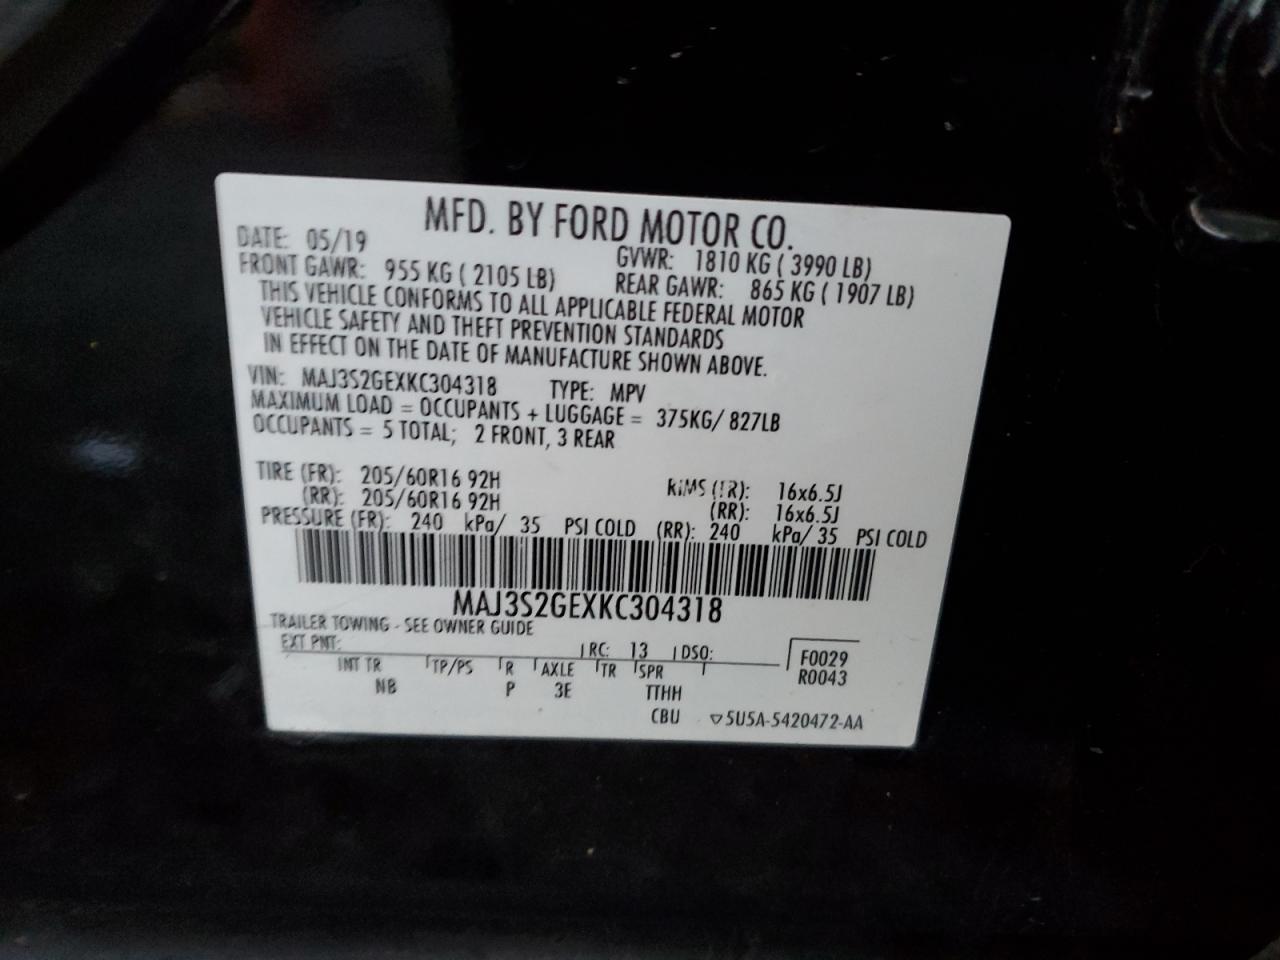 MFD. BY FORD MOTOR CO.
DATE: 05/19 GVWR: 1810 KG ( 3990 LB)
FRONT GAWR: 955 KG ( 2105 LB) REAR GAWR: 865 KG ( 1907 LB)
THIS VEHICLE CONFORMS TO ALL APPLICABLE FEDERAL MOTOR
VEHICLE SAFETY AND THEFT PREVENTION STANDARDS
IN EFFECT ON THE DATE OF MANUFACTURE SHOWN ABOVE.
VIN: MAJ3S2GEXKC304318 TYPE: MPV
MAXIMUM LOAD = OCCUPANTS + LUGGAGE = 375KG/ 827LB
OCCUPANTS = 5 TOTAL; 2 FRONT, 3 REAR
TIRE (FR): 205/60R16 92H RIMS (FR): 16x6.5J
(RR): 205/60R16 92H (RR): 16x6.5J
PRESSURE (FR): 240 kPa/ 35 PSI COLD (RR): 240 kPa/ 35 PSI COLD
MAJ3S2GEXKC304318
TRAILER TOWING - SEE OWNER GUIDE
EXT PNT: RC: 13 DSO: F0029
INT TR TP/PS R AXLE TR SPR R0043
NB P 3E TTHH
CBU ▽5U5A-5420472-AA